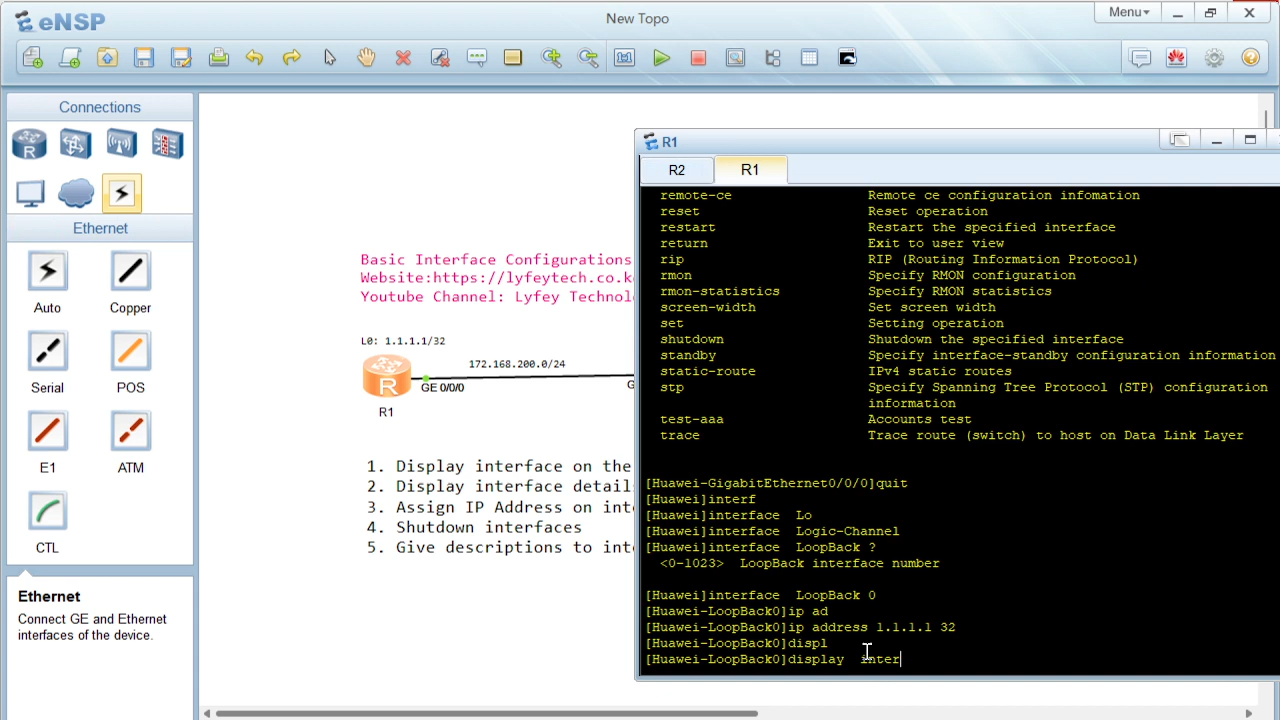 eNSP
New Topo
Menu
Connections
Ethernet
Auto
Copper
Serial
POS
E1
ATM
CTL
Ethernet
Connect GE and Ethernet
interfaces of the device.
Basic Interface Configurations
Website:https://lyfeytech.co.k
Youtube Channel: Lyfey Technol
L0: 1.1.1.1/32
172.168.200.0/24
R
GE 0/0/0
G
R1
1. Display interface on the
2. Display interface detail
3. Assign IP Address on int
4. Shutdown interfaces
5. Give descriptions to int
R1
R2
R1
remote-ce Remote ce configuration infomation
reset Reset operation
restart Restart the specified interface
return Exit to user view
rip RIP (Routing Information Protocol)
rmon Specify RMON configuration
rmon-statistics Specify RMON statistics
screen-width Set screen width
set Setting operation
shutdown Shutdown the specified interface
standby Specify interface-standby configuration information
static-route IPv4 static routes
stp Specify Spanning Tree Protocol (STP) configuration
information
test-aaa Accounts test
trace Trace route (switch) to host on Data Link Layer
[Huawei-GigabitEthernet0/0/0]quit
[Huawei]interf
[Huawei]interface Lo
[Huawei]interface Logic-Channel
[Huawei]interface LoopBack ?
<0-1023> LoopBack interface number
[Huawei]interface LoopBack 0
[Huawei-LoopBack0]ip ad
[Huawei-LoopBack0]ip address 1.1.1.1 32
[Huawei-LoopBack0]displ
[Huawei-LoopBack0]display inter